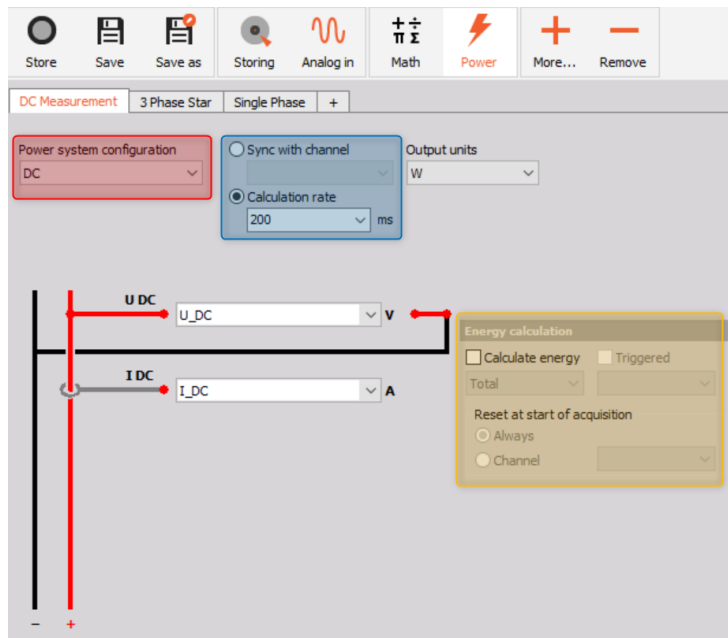 Store Save Save as Storing Analog in Math Power More... Remove
DC Measurement 3 Phase Star Single Phase +
Power system configuration Sync with channel Output units
DC W
Calculation rate
200 ms
U DC
U_DC V
Energy calculation
Calculate energy Triggered
I DC
Total
I_DC A
Reset at start of acquisition
Always
Channel
− +